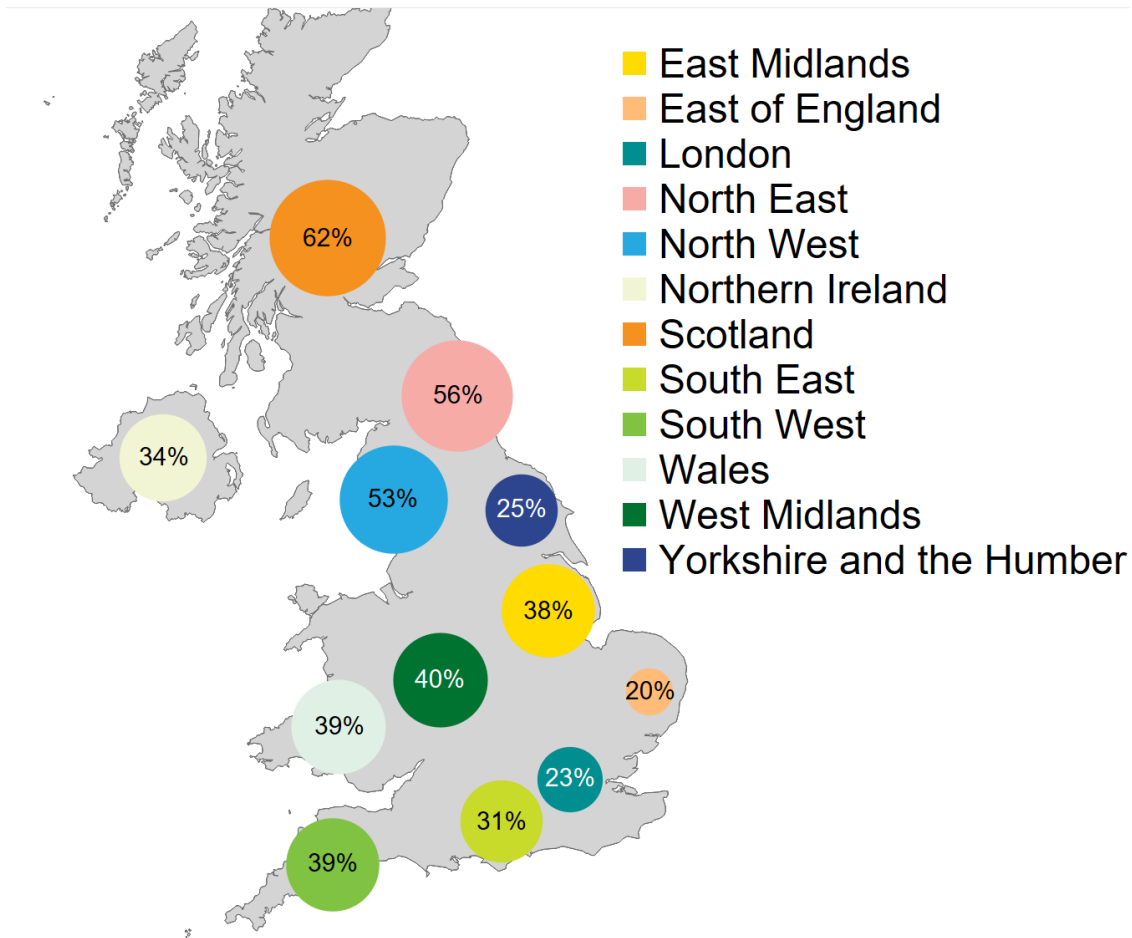 East Midlands
East of England
London
North East
North West
Northern Ireland
Scotland
South East
South West
Wales
West Midlands
Yorkshire and the Humber
62%
56%
34%
53%
25%
38%
40%
20%
39%
23%
31%
39%